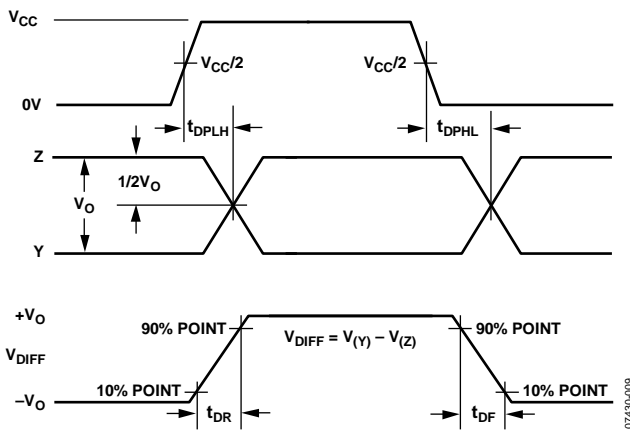 VCC
VCC/2
VCC/2
0V
tDPLH
tDPHL
Z
1/2VO
VO
Y
+VO
90% POINT
VDIFF = V(Y) – V(Z)
90% POINT
VDIFF
10% POINT
10% POINT
–VO
tDR
tDF
07430-009